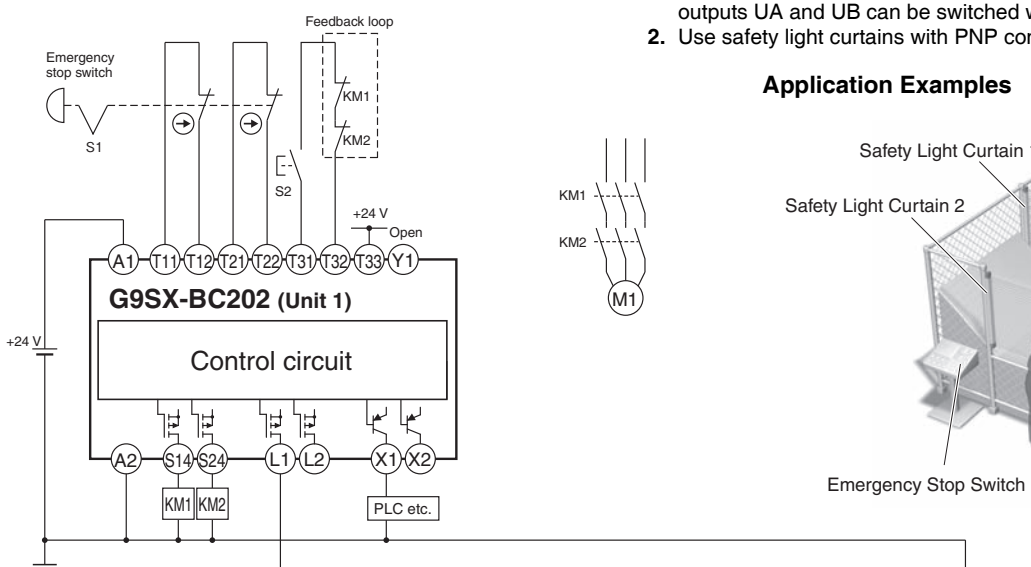 outputs UA and UB can be switched
2. Use safety light curtains with PNP
Application Examples
Feedback loop
Emergency
stop switch
S1
KM1
KM2
S2
+24 V
Open
A1 T11 T12 T21 T22 T31 T32 T33 Y1
G9SX-BC202 (Unit 1)
Control circuit
+24 V
A2 S14 S24 L1 L2 X1 X2
KM1 KM2
PLC etc.
KM1
KM2
M1
Safety Light Curtain
Safety Light Curtain 2
Emergency Stop Switch